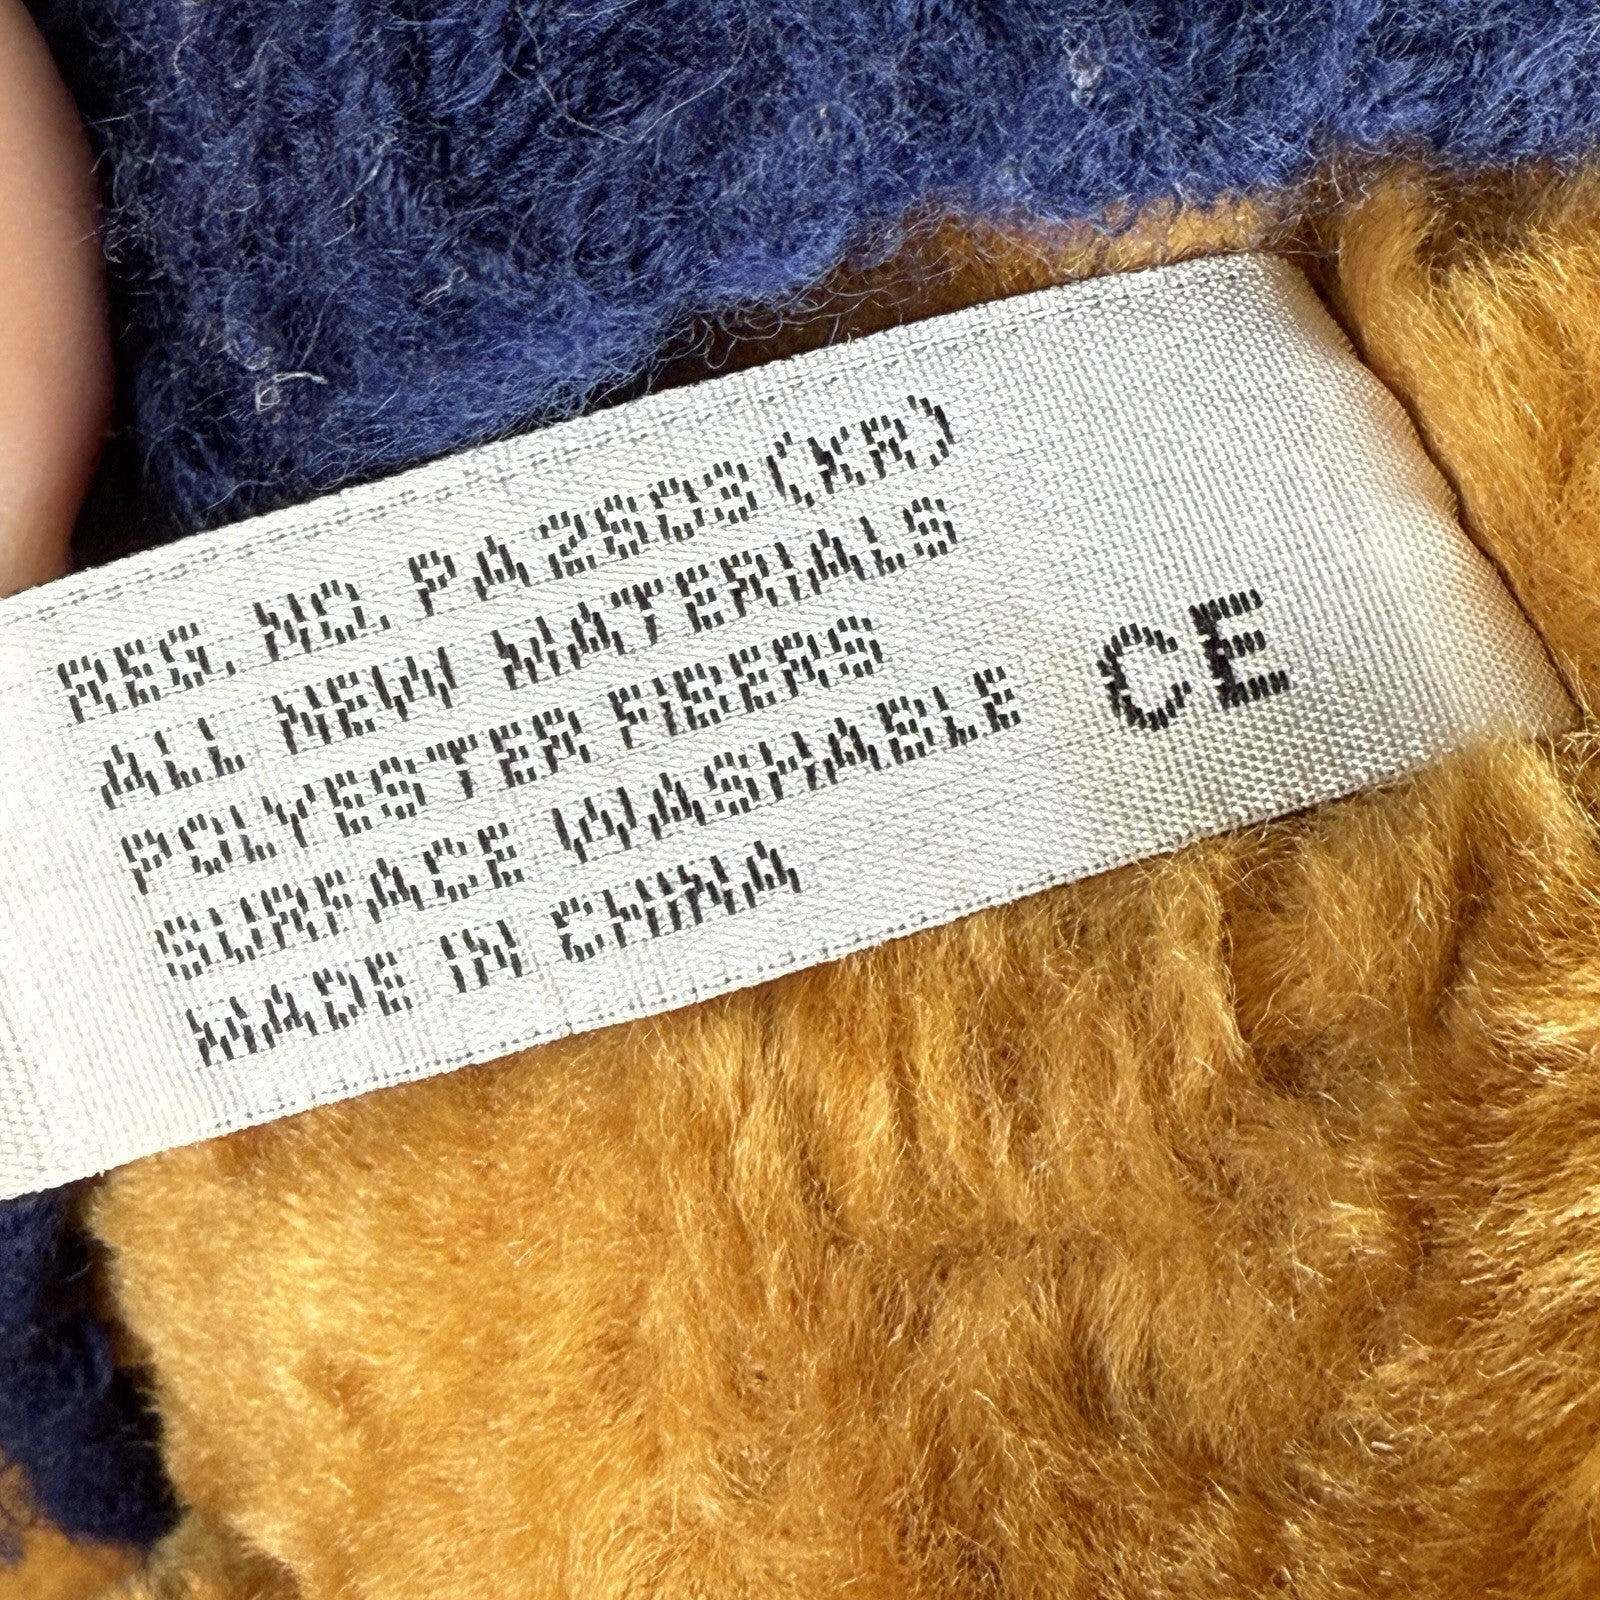 REG. NO. PA2503(KR)
ALL NEW MATERIALS
POLYESTER FIBERS
SURFACE WASHABLE
MADE IN CHINA
CE